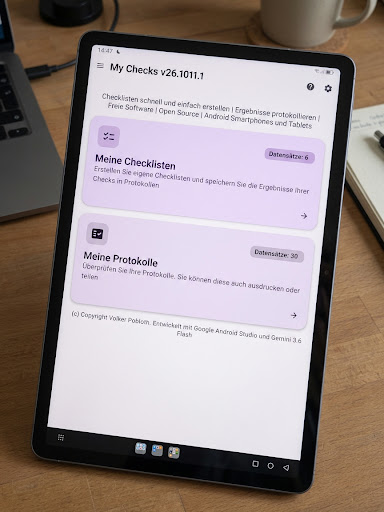 14:47
My Checks v26.1011.1
Checklisten schnell und einfach erstellen | Ergebnisse protokollieren |
Freie Software | Open Source | Android Smartphones und Tablets
Datensätze: 6
Meine Checklisten
Erstellen Sie eigene Checklisten und speichern Sie die Ergebnisse Ihrer
Checks in Protokollen
Datensätze: 30
Meine Protokolle
Überprüfen Sie Ihre Protokolle. Sie können diese auch ausdrucken oder
teilen
(c) Copyright Volker Pobloth. Entwickelt mit Google Android Studio und Gemini 3.6
Flash